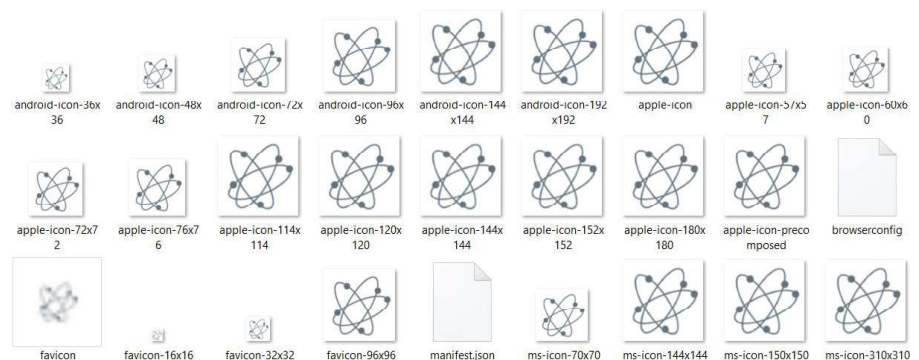 android-icon-36x android-icon-48x android-icon-72x android-icon-96x android-icon-144 android-icon-192 apple-icon apple-icon-57x5 apple-icon-60x6
36 48 72 96 x144 x192 7 0
apple-icon-72x7 apple-icon-76x7 apple-icon-114x apple-icon-120x apple-icon-144x apple-icon-152x apple-icon-180x apple-icon-preco browserconfig
2 6 114 120 144 152 180 mposed
favicon favicon-16x16 favicon-32x32 favicon-96x96 manifest.json ms-icon-70x70 ms-icon-144x144 ms-icon-150x150 ms-icon-310x310